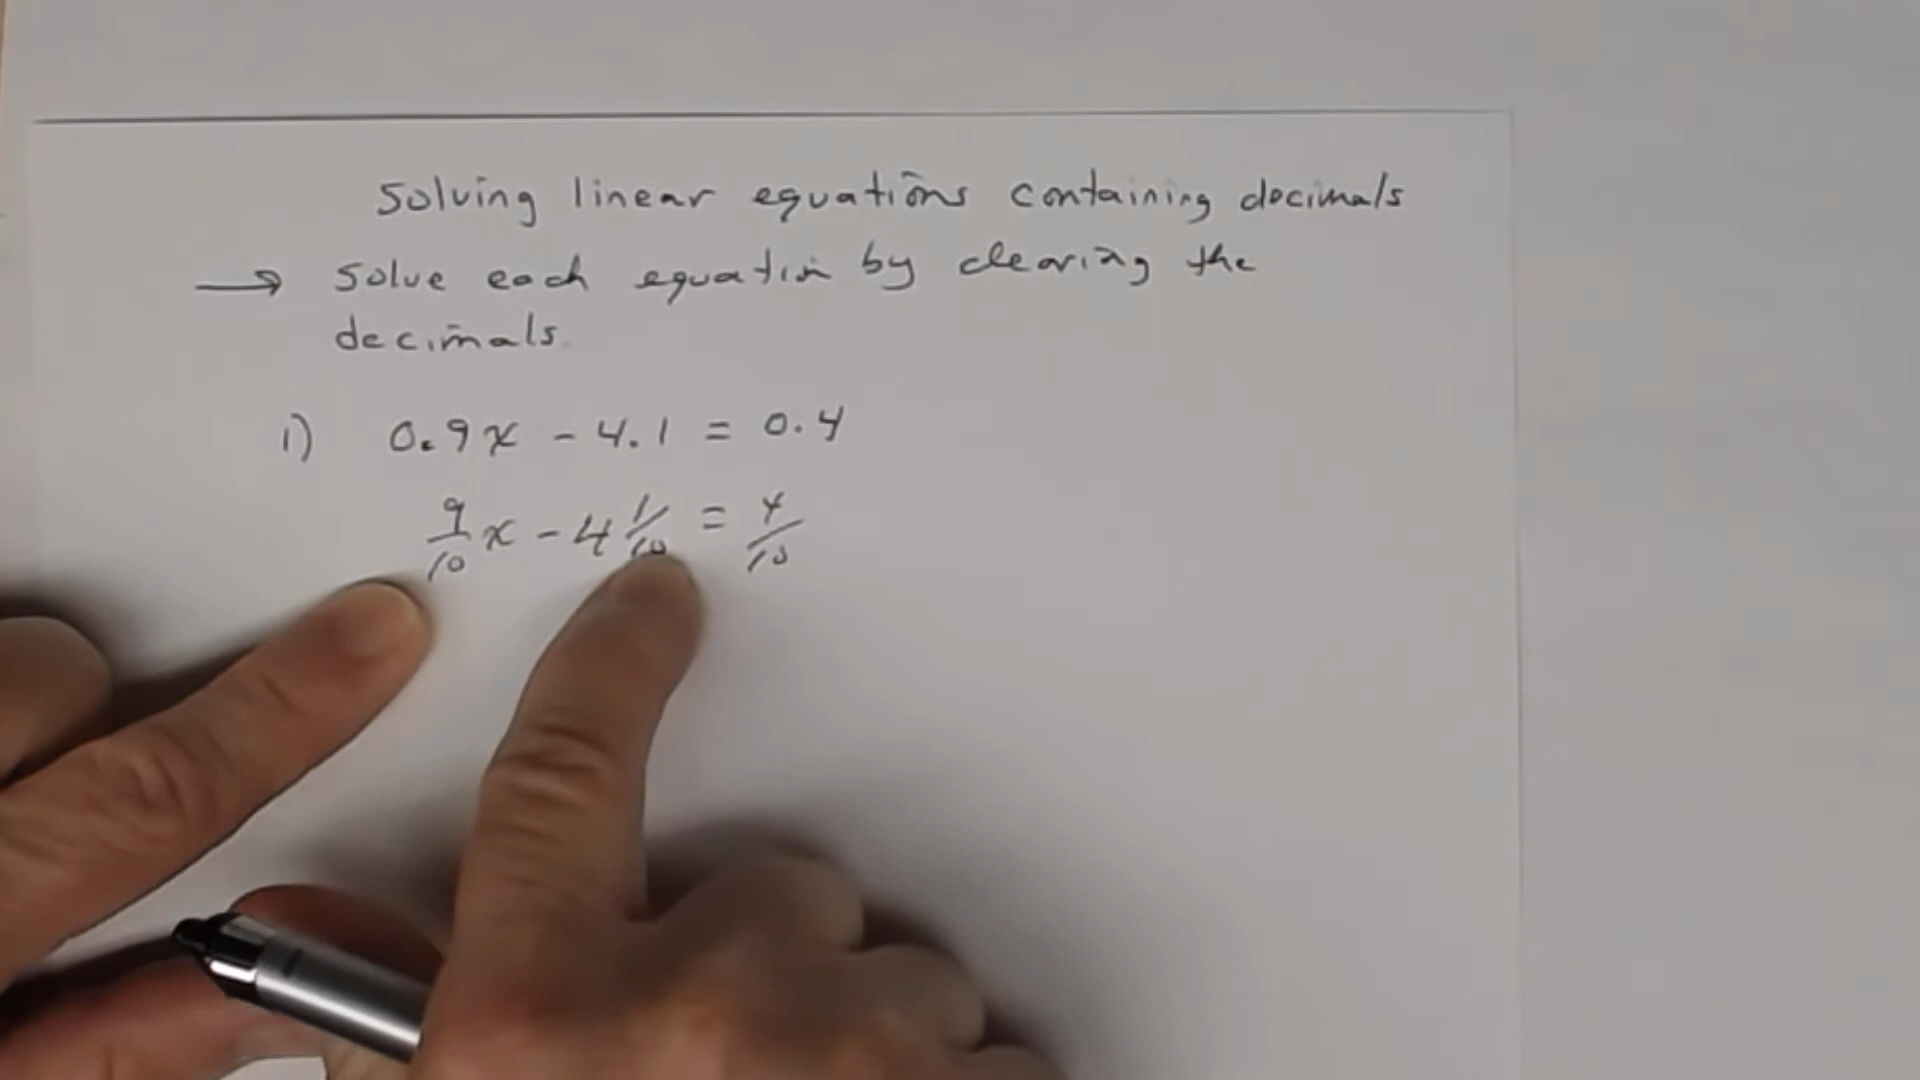 Solving linear equations containing decimals
→ Solve each equation by clearing the
decimals.
1) 0.9x - 4.1 = 0.4
9/10 x - 4 1/10 = 4/10